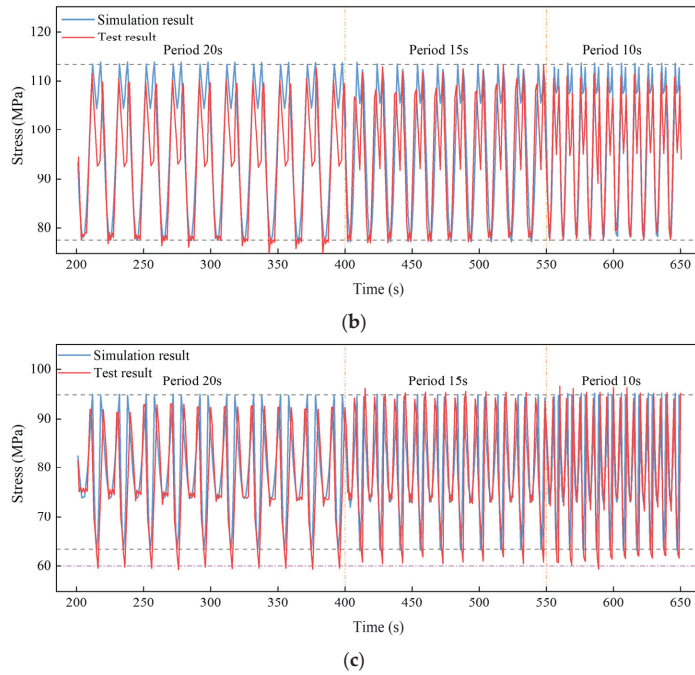 120
Simulation result
Test result
Period 20s
Period 15s
Period 10s
110
100
90
80
Stress (MPa)
200
250
300
350
400
450
500
550
600
650
Time (s)
(b)
100
Simulation result
Test result
Period 20s
Period 15s
Period 10s
90
80
70
60
Stress (MPa)
200
250
300
350
400
450
500
550
600
650
Time (s)
(c)